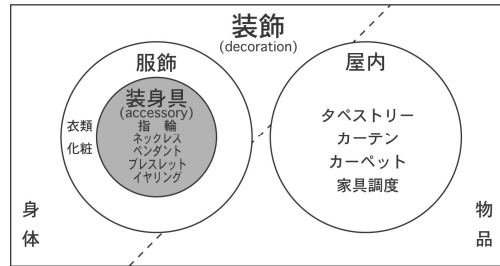 装飾
(decoration)
服飾
装身具
(accessory)
指　輪
ネックレス
ペンダント
ブレスレット
イヤリング
衣類
化粧
屋内
タペストリー
カーテン
カーペット
家具調度
身
体
物
品